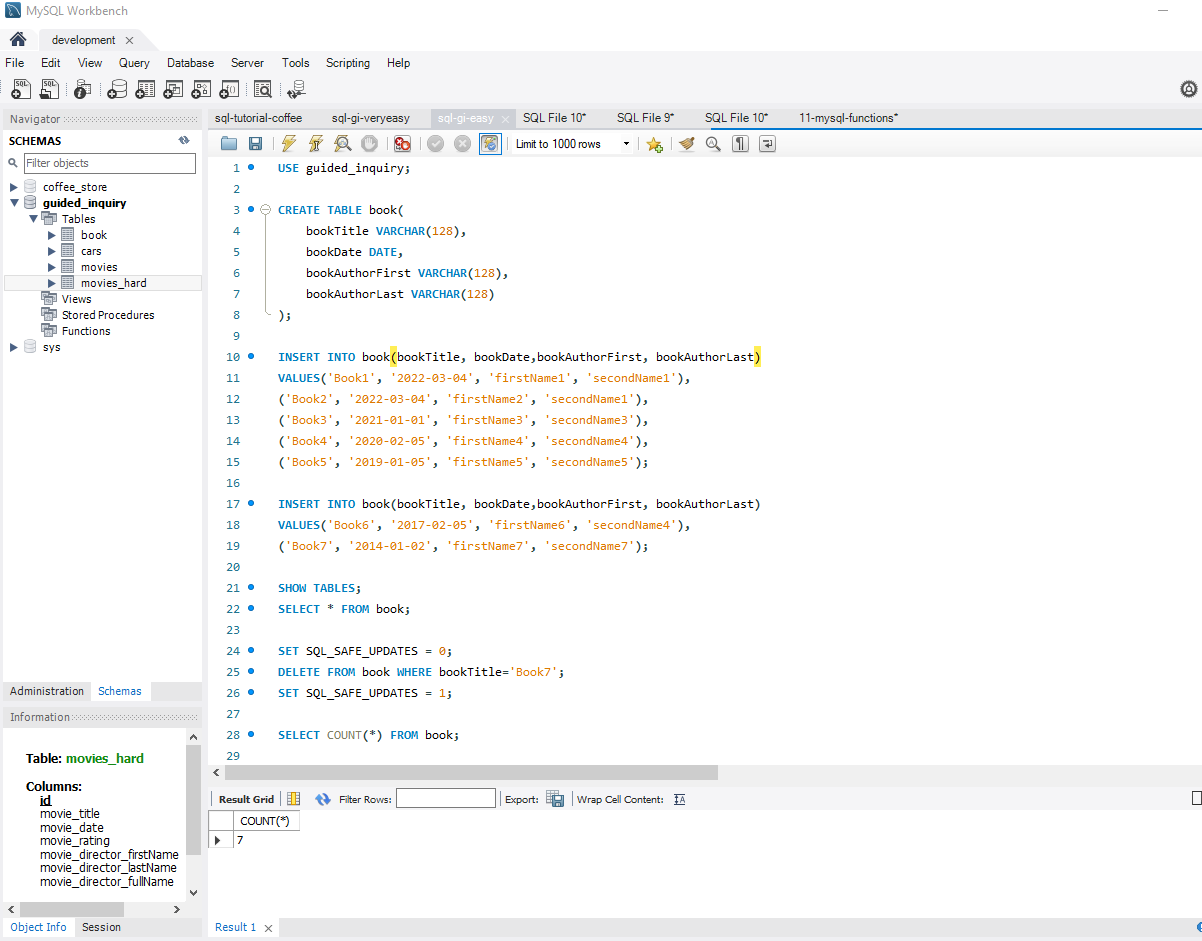 MySQL Workbench
development
File Edit View Query Database Server Tools Scripting Help
Navigator
SCHEMAS
Filter objects
coffee_store
guided_inquiry
Tables
book
cars
movies
movies_hard
Views
Stored Procedures
Functions
sys
Administration Schemas
Information
Table: movies_hard
Columns:
id
movie_title
movie_date
movie_rating
movie_director_firstName
movie_director_lastName
movie_director_fullName
Object Info Session
sql-tutorial-coffee sql-gi-veryeasy sql-gi-easy SQL File 10* SQL File 9* SQL File 10* 11-mysql-functions*
Limit to 1000 rows
1 USE guided_inquiry;
2
3 CREATE TABLE book(
4 bookTitle VARCHAR(128),
5 bookDate DATE,
6 bookAuthorFirst VARCHAR(128),
7 bookAuthorLast VARCHAR(128)
8 );
9
10 INSERT INTO book(bookTitle, bookDate,bookAuthorFirst, bookAuthorLast)
11 VALUES('Book1', '2022-03-04', 'firstName1', 'secondName1'),
12 ('Book2', '2022-03-04', 'firstName2', 'secondName1'),
13 ('Book3', '2021-01-01', 'firstName3', 'secondName3'),
14 ('Book4', '2020-02-05', 'firstName4', 'secondName4'),
15 ('Book5', '2019-01-05', 'firstName5', 'secondName5');
16
17 INSERT INTO book(bookTitle, bookDate,bookAuthorFirst, bookAuthorLast)
18 VALUES('Book6', '2017-02-05', 'firstName6', 'secondName4'),
19 ('Book7', '2014-01-02', 'firstName7', 'secondName7');
20
21 SHOW TABLES;
22 SELECT * FROM book;
23
24 SET SQL_SAFE_UPDATES = 0;
25 DELETE FROM book WHERE bookTitle='Book7';
26 SET SQL_SAFE_UPDATES = 1;
27
28 SELECT COUNT(*) FROM book;
29
Result Grid Filter Rows: Export: Wrap Cell Content:
COUNT(*)
7
Result 1